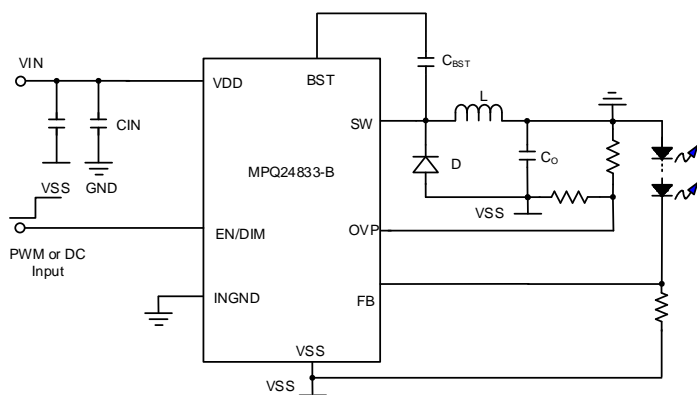 VIN
VDD
BST
C_BST
CIN
SW
L
MPQ24833-B
D
C_O
VSS
GND
VSS
EN/DIM
OVP
PWM or DC
Input
INGND
FB
VSS
VSS